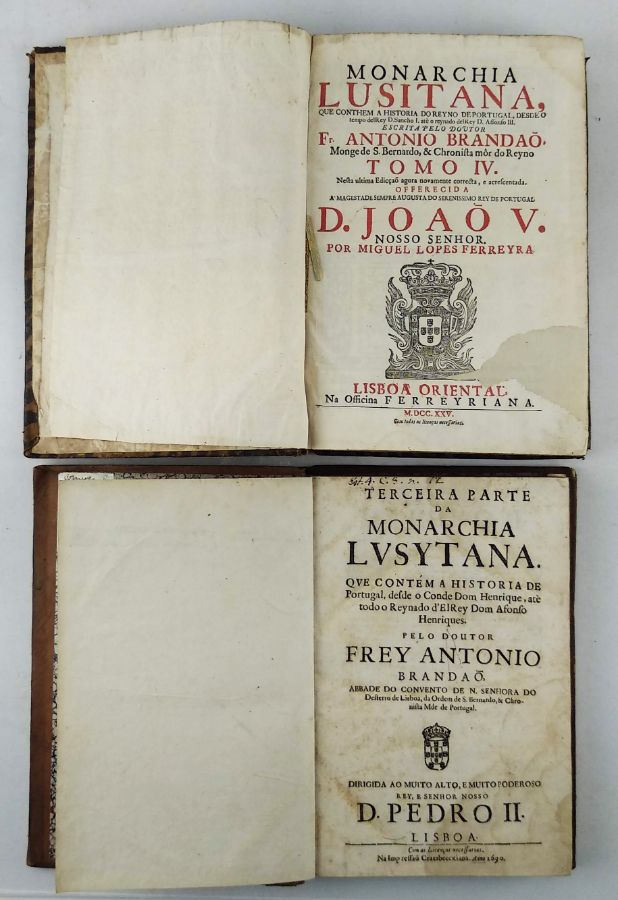 MONARCHIA
LUSITANA,
QUE CONTHEM A HISTORIA DO REYNO DE PORTUGAL, DESDE O
tempo delRey D. Sancho I. atè o reynado delRey D. Affonso III.
ESCRITA PELO DOUTOR
Fr. ANTONIO BRANDAÕ.
Monge de S. Bernardo, & Chronista mòr do Reyno
TOMO IV.
Nesta ultima Edicçaõ agora novamente correcta, e acrescentada.
OFFERECIDA
A' MAGESTADE SEMPRE AUGUSTA DO SERENISSIMO REY DE PORTUGAL
D. JOAÕ V.
NOSSO SENHOR.
POR MIGUEL LOPES FERREYRA
LISBOA ORIENTAL.
Na Officina FERREYRIANA.
M.DCC.XXV.
Com todas as licenças necessarias.
TERCEIRA PARTE
DA
MONARCHIA
LVSYTANA.
QVE CONTÉM A HISTORIA DE
Portugal, desde o Conde Dom Henrique, atè
todo o Reynado d'ElRey Dom Afonso
Henriques.
PELO DOUTOR
FREY ANTONIO
BRANDAÕ.
ABBADE DO CONVENTO DE N. SENHORA DO
Desterro de Lisboa, da Ordem de S. Bernardo, & Chro-
nista Mór de Portugal.
DIRIGIDA AO MUITO ALTO, E MUITO PODEROSO
REY, E SENHOR NOSSO
D. PEDRO II.
LISBOA.
Com as Licenças necessarias.
Na Impressaõ Craesbeeckiana. Anno 1690.